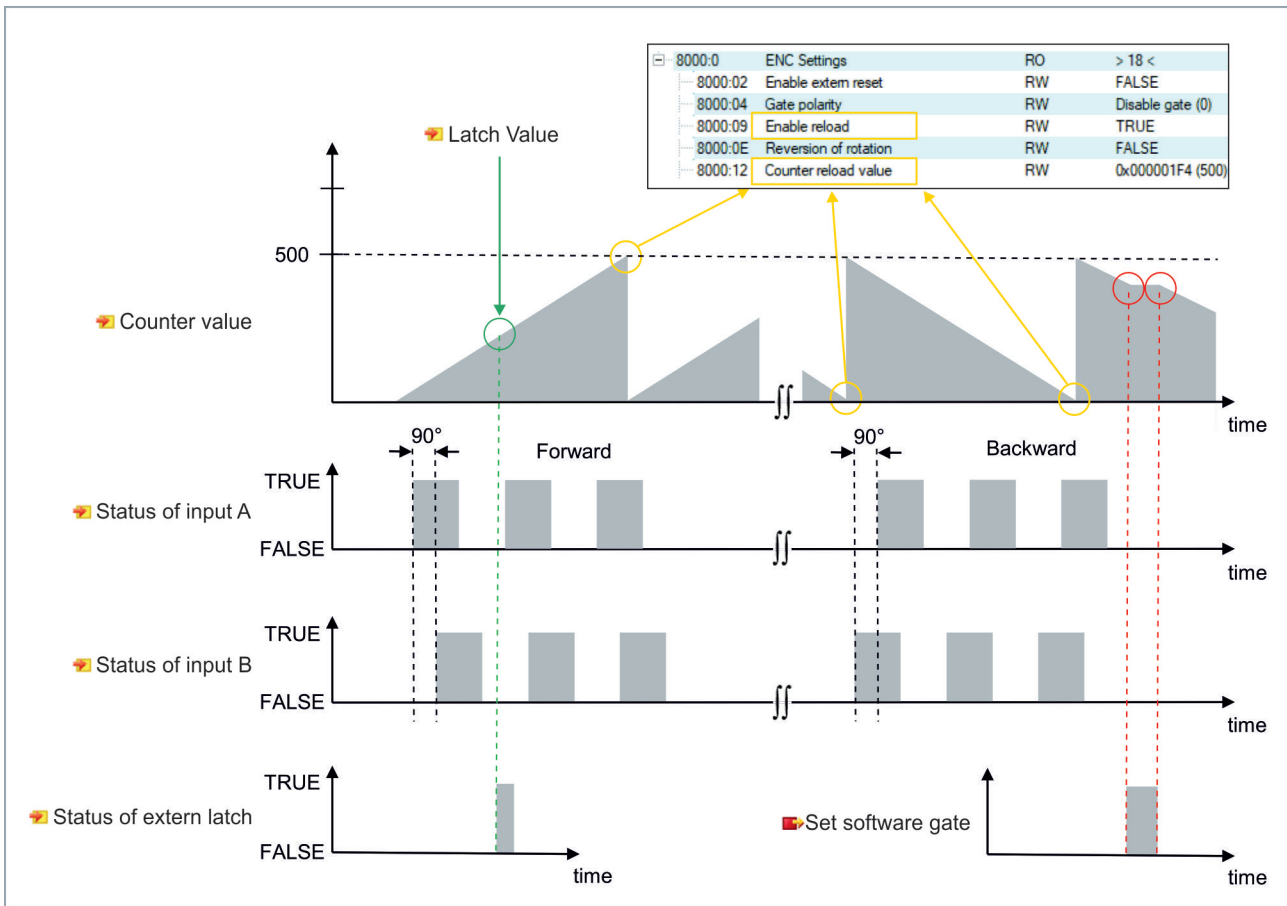 8000:0 ENC Settings RO > 18 <
8000:02 Enable extern reset RW FALSE
8000:04 Gate polarity RW Disable gate (0)
8000:09 Enable reload RW TRUE
8000:0E Reversion of rotation RW FALSE
8000:12 Counter reload value RW 0x000001F4 (500)
Latch Value
500
Counter value
time
90°
Forward
90°
Backward
TRUE
Status of input A
FALSE
time
TRUE
Status of input B
FALSE
time
TRUE
Status of extern latch
FALSE
time
Set software gate
time